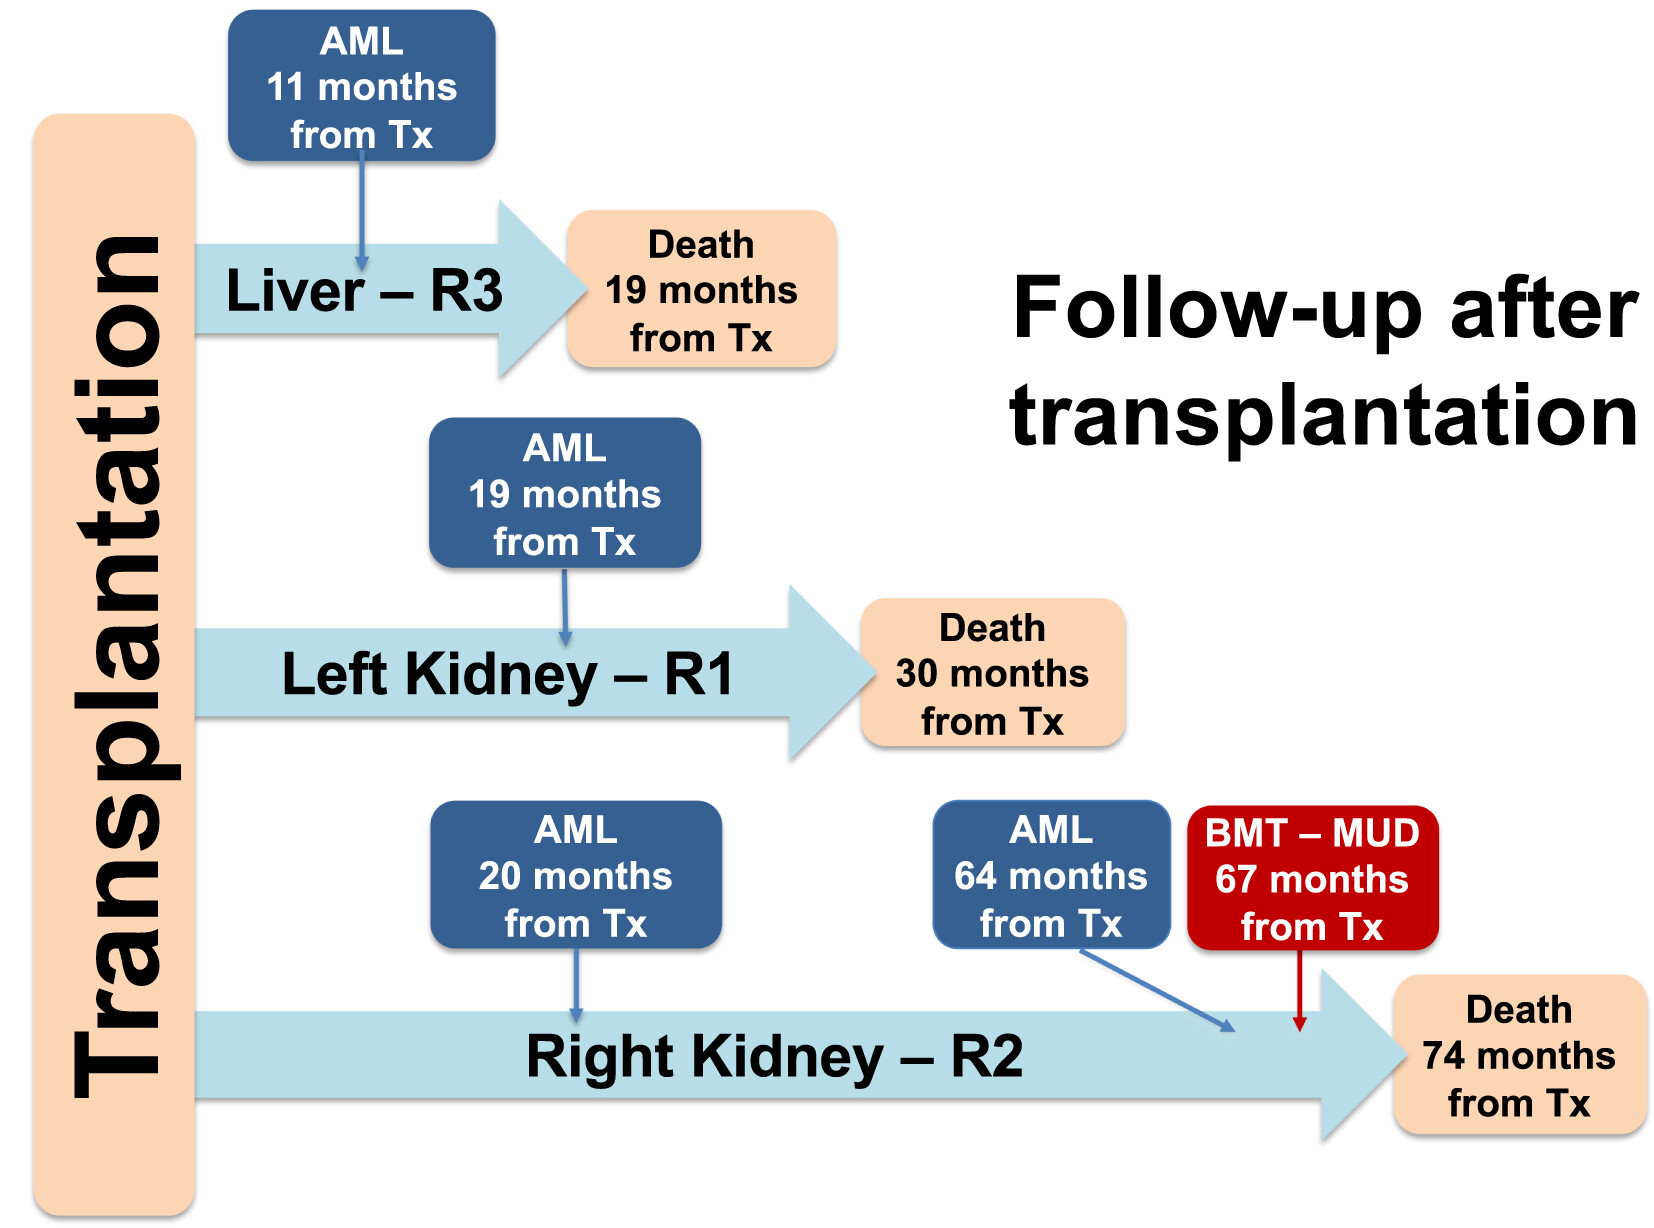 Transplantation
AML
11 months
from Tx
Liver – R3
Death
19 months
from Tx
Follow-up after
transplantation
AML
19 months
from Tx
Left Kidney – R1
Death
30 months
from Tx
AML
20 months
from Tx
AML
64 months
from Tx
BMT – MUD
67 months
from Tx
Right Kidney – R2
Death
74 months
from Tx